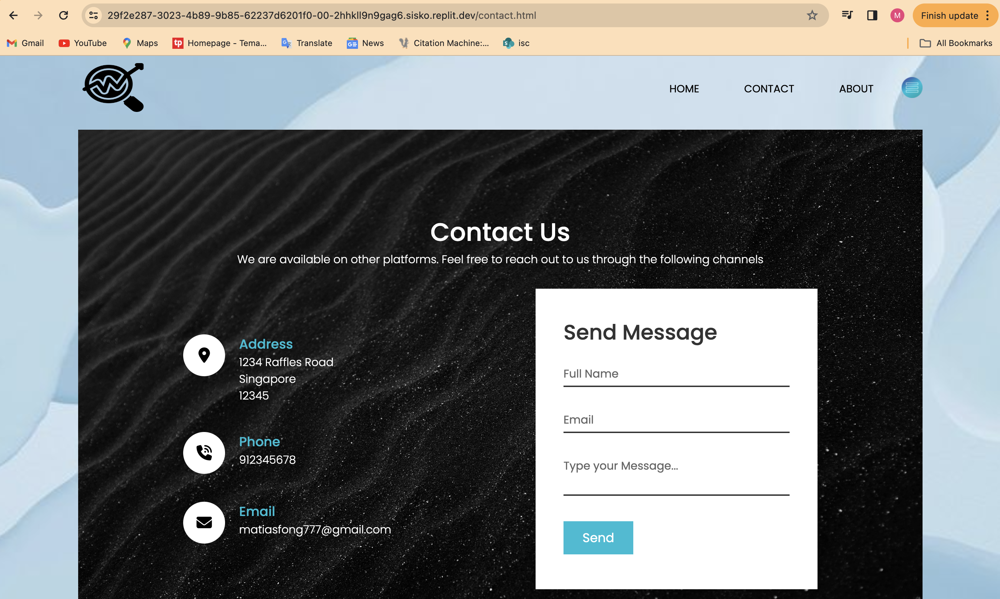 29f2e287-3023-4b89-9b85-62237d6201f0-00-2hhkll9n9gag6.sisko.replit.dev/contact.html
M
Finish update
Gmail
YouTube
Maps
tp
Homepage - Tema...
Translate
News
Citation Machine:...
isc
All Bookmarks
HOME
CONTACT
ABOUT
Contact Us
We are available on other platforms. Feel free to reach out to us through the following channels
Address
1234 Raffles Road
Singapore
12345
Phone
912345678
Email
matiasfong777@gmail.com
Send Message
Full Name
Email
Type your Message...
Send